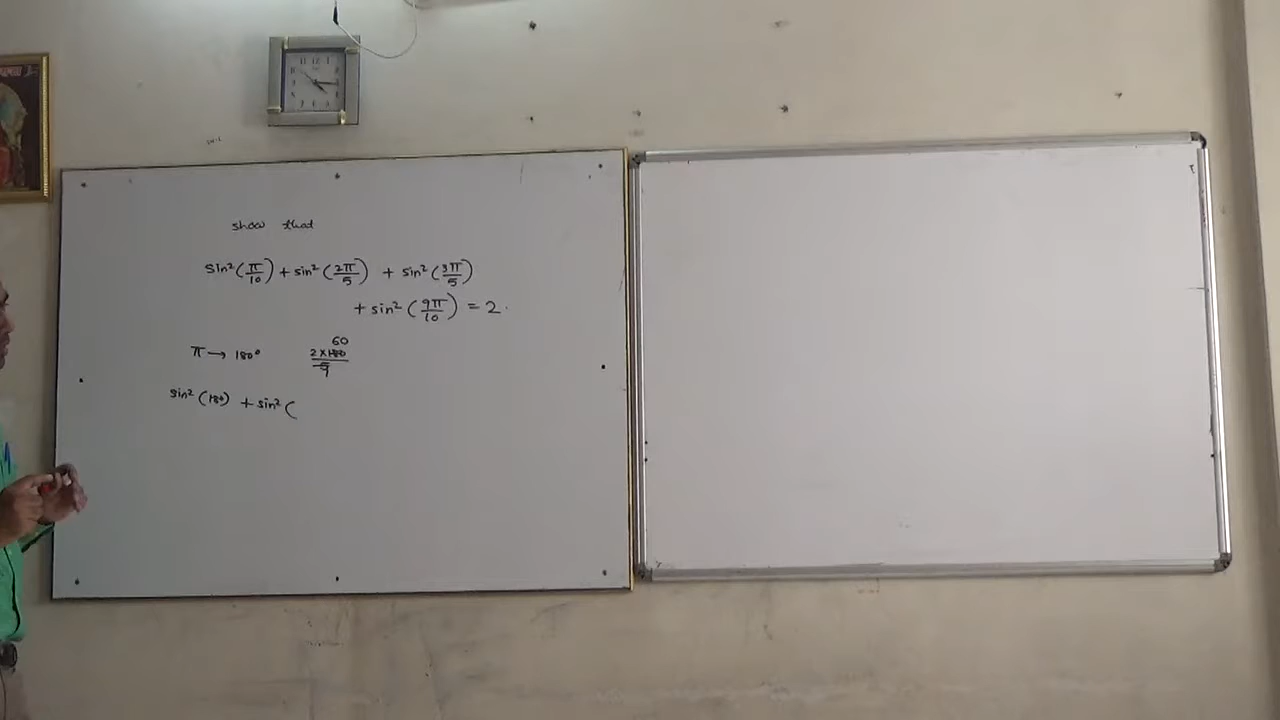 show that
sin²(π/10) + sin²(2π/5) + sin²(3π/5)
+ sin²(9π/10) = 2.
π → 180°
60
2×180
5
1
sin²(18°) + sin²(